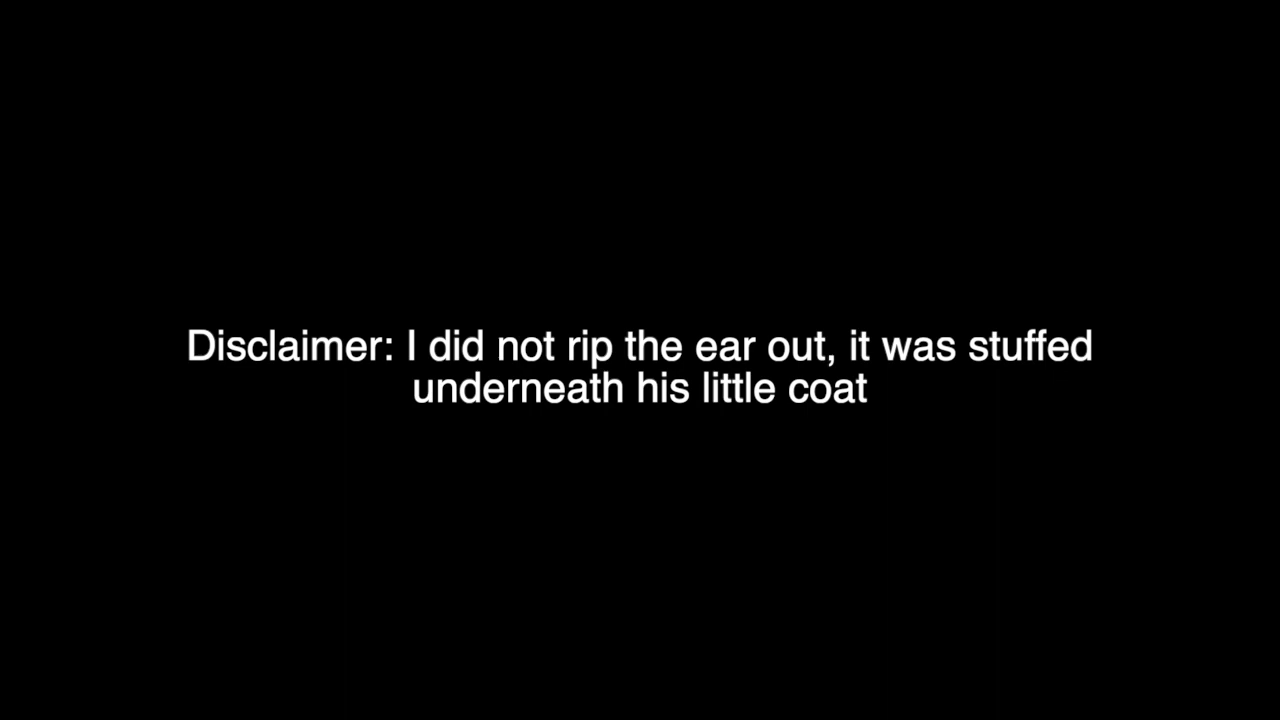 Disclaimer: I did not rip the ear out, it was stuffed
underneath his little coat